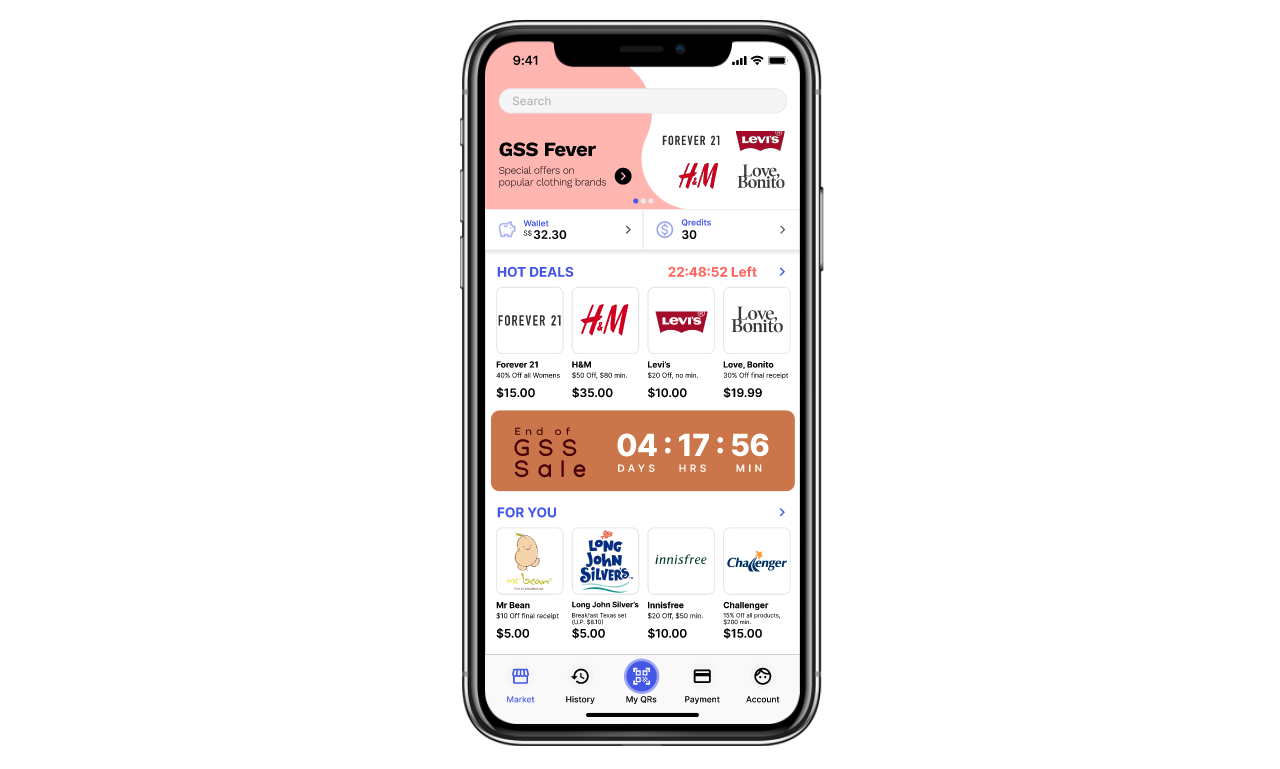 9:41
Search
GSS Fever
Special offers on
popular clothing brands
FOREVER 21
LEVI'S
H&M
Love,
Bonito
Wallet
S$ 32.30
Qredits
30
HOT DEALS
22:48:52 Left
FOREVER 21
H&M
LEVI'S
Love,
Bonito
Forever 21
H&M
Levi's
Love, Bonito
40% Off all Womens
$50 Off, $80 min.
$20 Off, no min.
30% Off final receipt
$15.00
$35.00
$10.00
$19.99
End of
GSS
Sale
04 : 17 : 56
DAYS HRS MIN
FOR YOU
bean
LONG
JOHN
SILVER'S
innisfree
Challenger
Mr Bean
Long John Silver's
Innisfree
Challenger
$10 Off final receipt
Breakfast Texas set
(U.P. $8.10)
$20 Off, $50 min.
15% Off all products,
$200 min.
$5.00
$5.00
$10.00
$15.00
Market
History
My QRs
Payment
Account